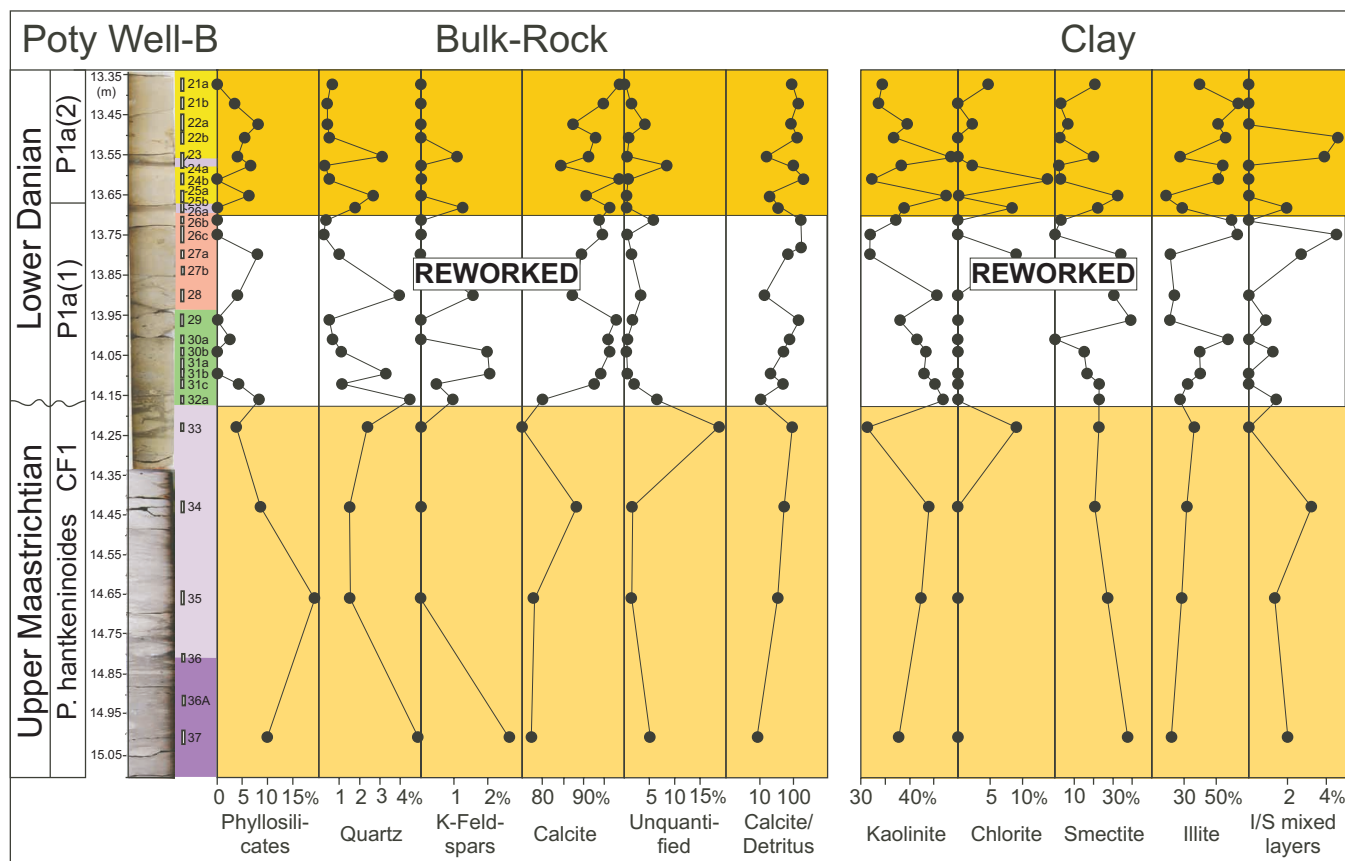 Poty Well-B
Bulk-Rock
Clay
Lower Danian
Upper Maastrichtian
P1a(2)
P1a(1)
P. hantkeninoides CF1
13.35
(m)
13.45
13.55
13.65
13.75
13.85
13.95
14.05
14.15
14.25
14.35
14.45
14.55
14.65
14.75
14.85
14.95
15.05
21a
21b
22a
22b
23
24a
24b
25a
25b
26a
26b
26c
27a
27b
28
29
30a
30b
31a
31b
31c
32a
33
34
35
36
36A
37
REWORKED
REWORKED
0 5 10 15%
1 2 3 4%
1 2%
80 90%
5 10 15%
10 100
30 40%
5 10%
10 30%
30 50%
2 4%
Phyllosili-
cates
Quartz
K-Feld-
spars
Calcite
Unquanti-
fied
Calcite/
Detritus
Kaolinite
Chlorite
Smectite
Illite
I/S mixed
layers